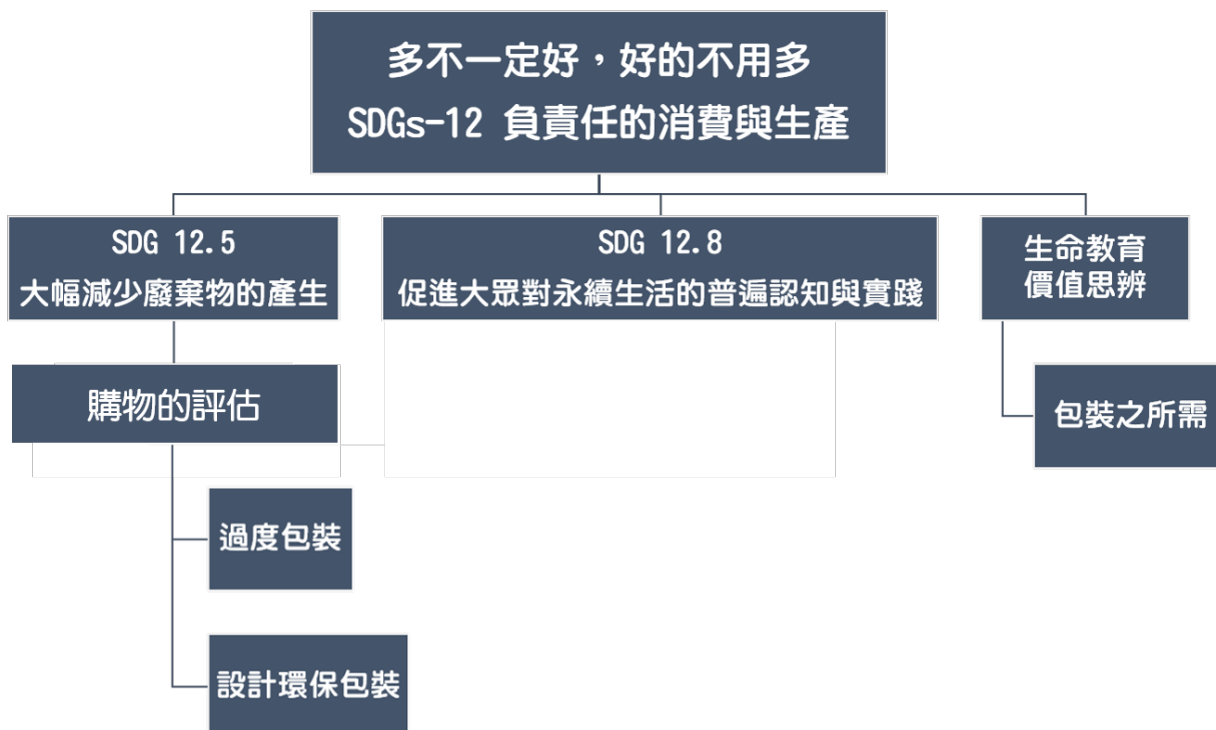 多不一定好，好的不用多
SDGs-12 負責任的消費與生產
SDG 12.5
大幅減少廢棄物的產生
SDG 12.8
促進大眾對永續生活的普遍認知與實踐
生命教育
價值思辨
購物的評估
包裝之所需
過度包裝
設計環保包裝